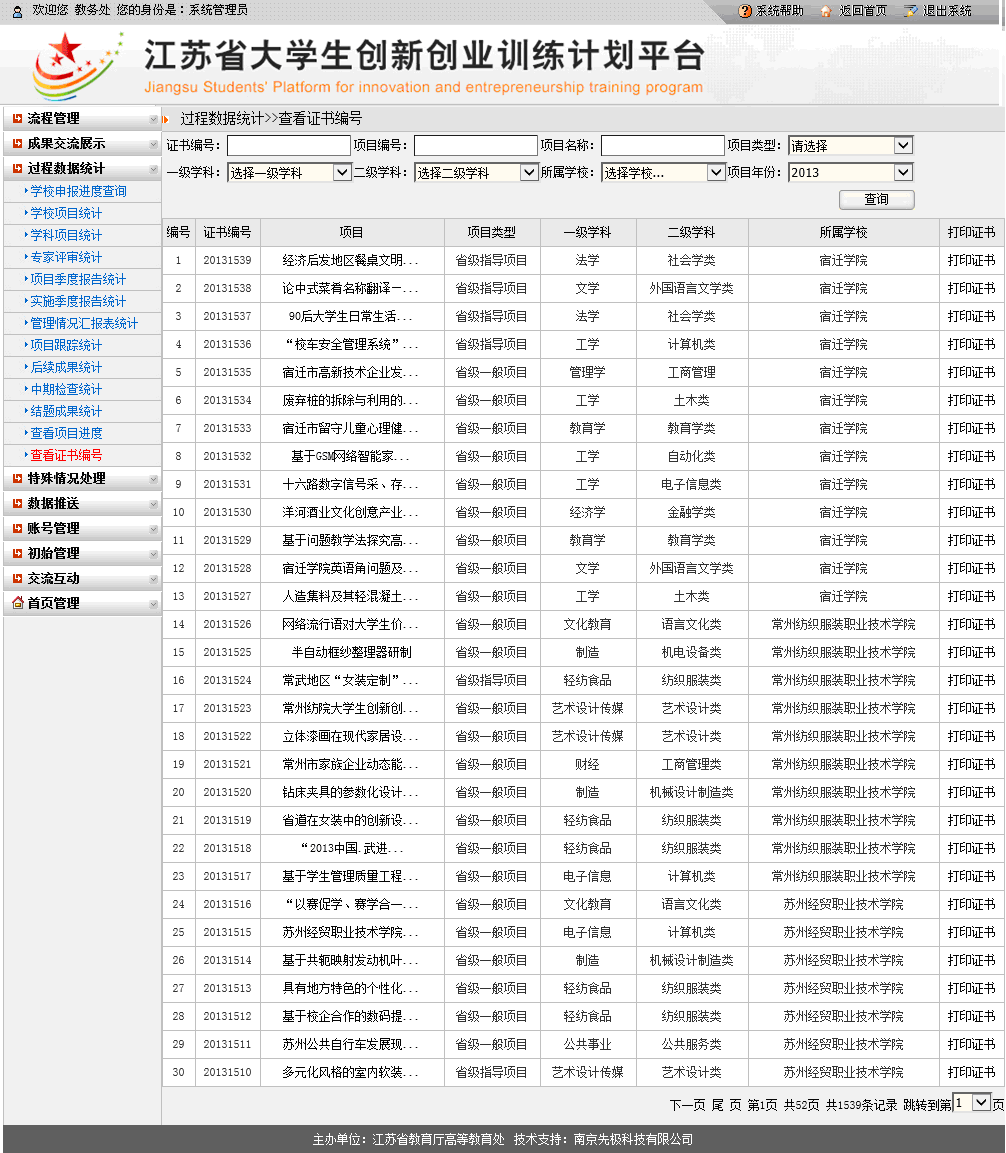 欢迎您 教务处 您的身份是：系统管理员 系统帮助 返回首页 退出系统
江苏省大学生创新创业训练计划平台
Jiangsu Students' Platform for innovation and entrepreneurship training program
流程管理
成果交流展示
过程数据统计
学校申报进度查询
学校项目统计
学科项目统计
专家评审统计
项目季度报告统计
实施季度报告统计
管理情况汇报表统计
项目跟踪统计
后续成果统计
中期检查统计
结题成果统计
查看项目进度
查看证书编号
特殊情况处理
数据推送
账号管理
初始管理
交流互动
首页管理
过程数据统计>>查看证书编号
证书编号： 项目编号： 项目名称： 项目类型： 请选择
一级学科： 选择一级学科 二级学科： 选择二级学科 所属学校： 选择学校... 项目年份： 2013
查询
编号 证书编号 项目 项目类型 一级学科 二级学科 所属学校 打印证书
1 20131539 经济后发地区餐桌文明... 省级指导项目 法学 社会学类 宿迁学院 打印证书
2 20131538 论中式菜肴名称翻译一... 省级指导项目 文学 外国语言文学类 宿迁学院 打印证书
3 20131537 90后大学生日常生活... 省级指导项目 法学 社会学类 宿迁学院 打印证书
4 20131536 “校车安全管理系统”... 省级指导项目 工学 计算机类 宿迁学院 打印证书
5 20131535 宿迁市高新技术企业发... 省级一般项目 管理学 工商管理 宿迁学院 打印证书
6 20131534 废弃桩的拆除与利用的... 省级一般项目 工学 土木类 宿迁学院 打印证书
7 20131533 宿迁市留守儿童心理健... 省级一般项目 教育学 教育学类 宿迁学院 打印证书
8 20131532 基于GSM网络智能家... 省级一般项目 工学 自动化类 宿迁学院 打印证书
9 20131531 十六路数字信号采、存... 省级一般项目 工学 电子信息类 宿迁学院 打印证书
10 20131530 洋河酒业文化创意产业... 省级一般项目 经济学 金融学类 宿迁学院 打印证书
11 20131529 基于问题教学法探究高... 省级一般项目 教育学 教育学类 宿迁学院 打印证书
12 20131528 宿迁学院英语角问题及... 省级一般项目 文学 外国语言文学类 宿迁学院 打印证书
13 20131527 人造集料及其轻混凝土... 省级一般项目 工学 土木类 宿迁学院 打印证书
14 20131526 网络流行语对大学生价... 省级一般项目 文化教育 语言文化类 常州纺织服装职业技术学院 打印证书
15 20131525 半自动框纱整理器研制 省级一般项目 制造 机电设备类 常州纺织服装职业技术学院 打印证书
16 20131524 常武地区“女装定制”... 省级指导项目 轻纺食品 纺织服装类 常州纺织服装职业技术学院 打印证书
17 20131523 常州纺院大学生创新创... 省级一般项目 艺术设计传媒 艺术设计类 常州纺织服装职业技术学院 打印证书
18 20131522 立体漆画在现代家居设... 省级一般项目 艺术设计传媒 艺术设计类 常州纺织服装职业技术学院 打印证书
19 20131521 常州市家族企业动态能... 省级一般项目 财经 工商管理类 常州纺织服装职业技术学院 打印证书
20 20131520 钻床夹具的参数化设计... 省级一般项目 制造 机械设计制造类 常州纺织服装职业技术学院 打印证书
21 20131519 省道在女装中的创新设... 省级一般项目 轻纺食品 纺织服装类 常州纺织服装职业技术学院 打印证书
22 20131518 “2013中国.武进... 省级一般项目 轻纺食品 纺织服装类 常州纺织服装职业技术学院 打印证书
23 20131517 基于学生管理质量工程... 省级一般项目 电子信息 计算机类 常州纺织服装职业技术学院 打印证书
24 20131516 “以赛促学、赛学合一... 省级一般项目 文化教育 语言文化类 苏州经贸职业技术学院 打印证书
25 20131515 苏州经贸职业技术学院... 省级一般项目 电子信息 计算机类 苏州经贸职业技术学院 打印证书
26 20131514 基于共轭映射发动机叶... 省级一般项目 制造 机械设计制造类 苏州经贸职业技术学院 打印证书
27 20131513 具有地方特色的个性化... 省级一般项目 轻纺食品 纺织服装类 苏州经贸职业技术学院 打印证书
28 20131512 基于校企合作的数码提... 省级一般项目 轻纺食品 纺织服装类 苏州经贸职业技术学院 打印证书
29 20131511 苏州公共自行车发展现... 省级一般项目 公共事业 公共服务类 苏州经贸职业技术学院 打印证书
30 20131510 多元化风格的室内软装... 省级指导项目 艺术设计传媒 艺术设计类 苏州经贸职业技术学院 打印证书
下一页 尾 页 第1页 共52页 共1539条记录 跳转到第 1 页
主办单位：江苏省教育厅高等教育处 技术支持：南京先极科技有限公司